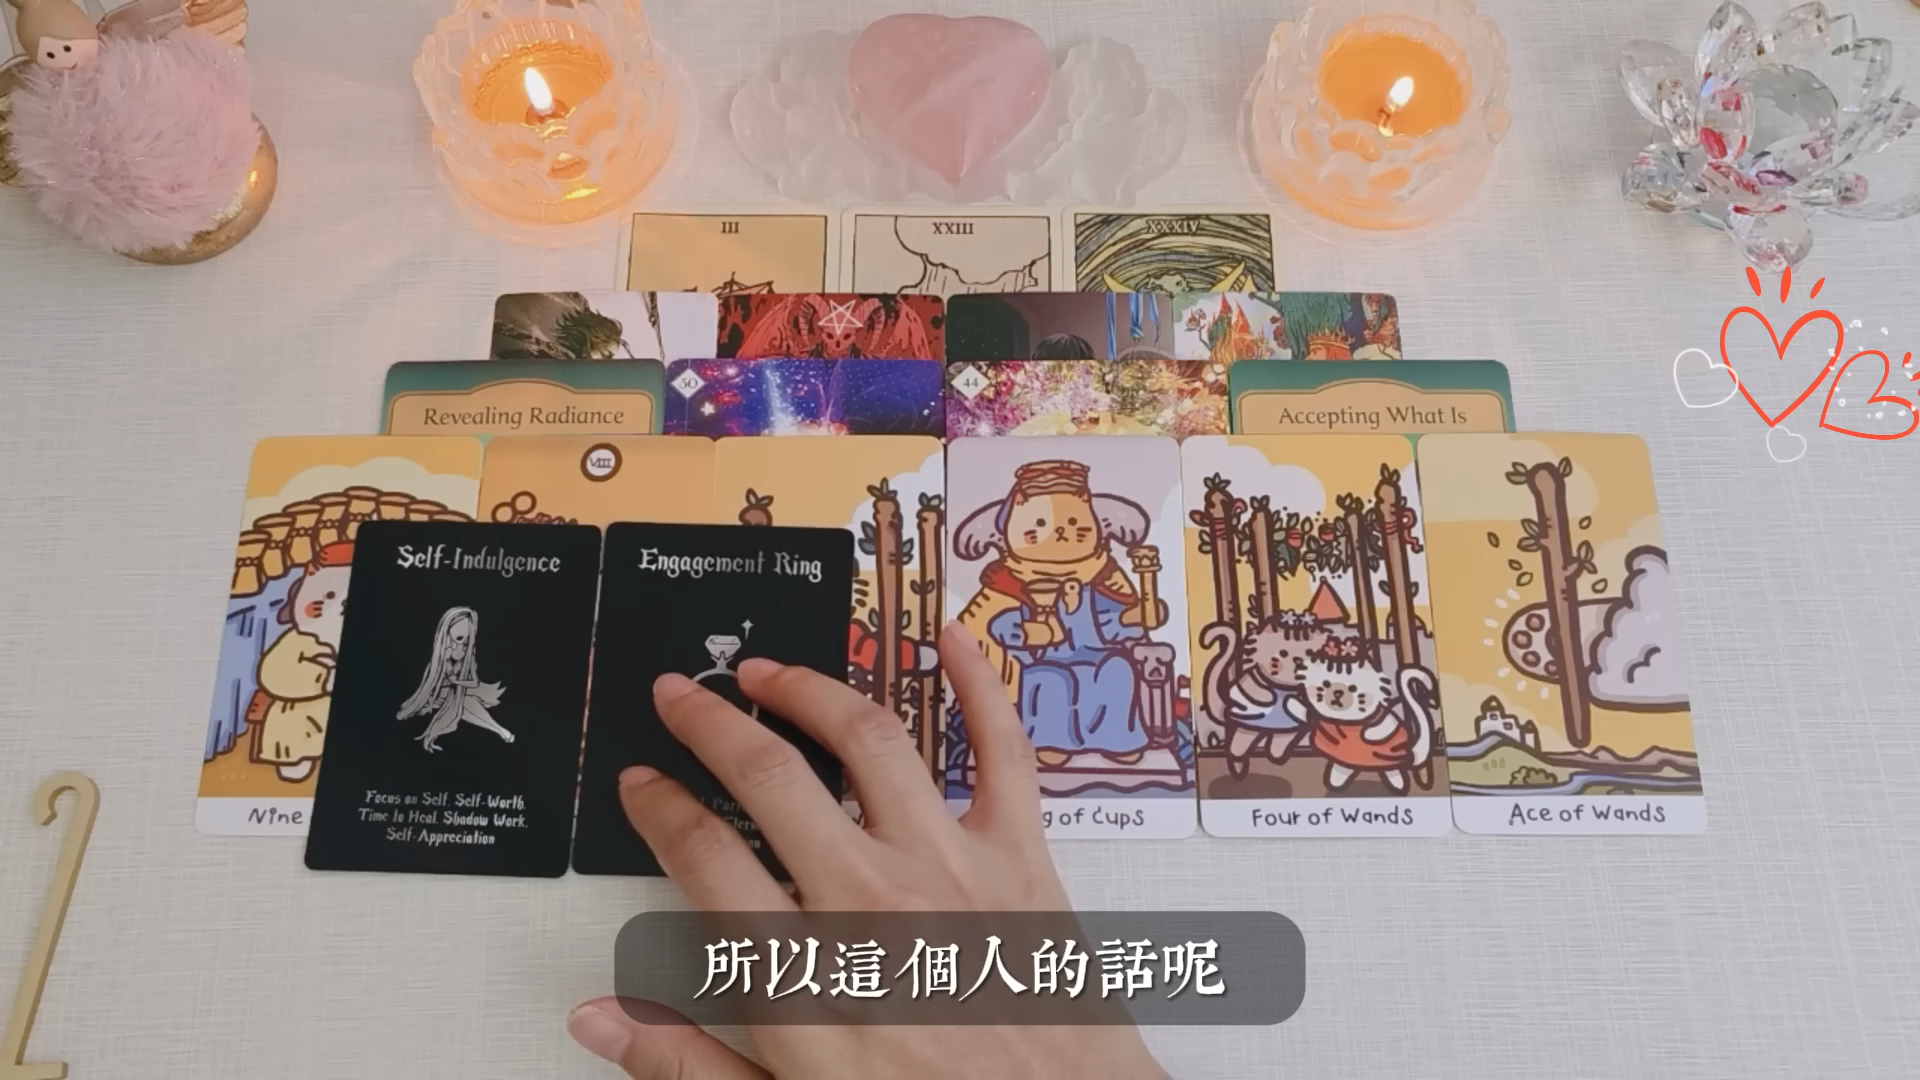 III
XXIII
XXXIV
Revealing Radiance
30
44
Accepting What Is
VIII
Self-Indulgence
Engagement Ring
Focus on Self, Self-Worth,
Time to Heal, Shadow Work,
Self-Appreciation
Nine
g of Cups
Four of Wands
Ace of Wands
所以這個人的話呢